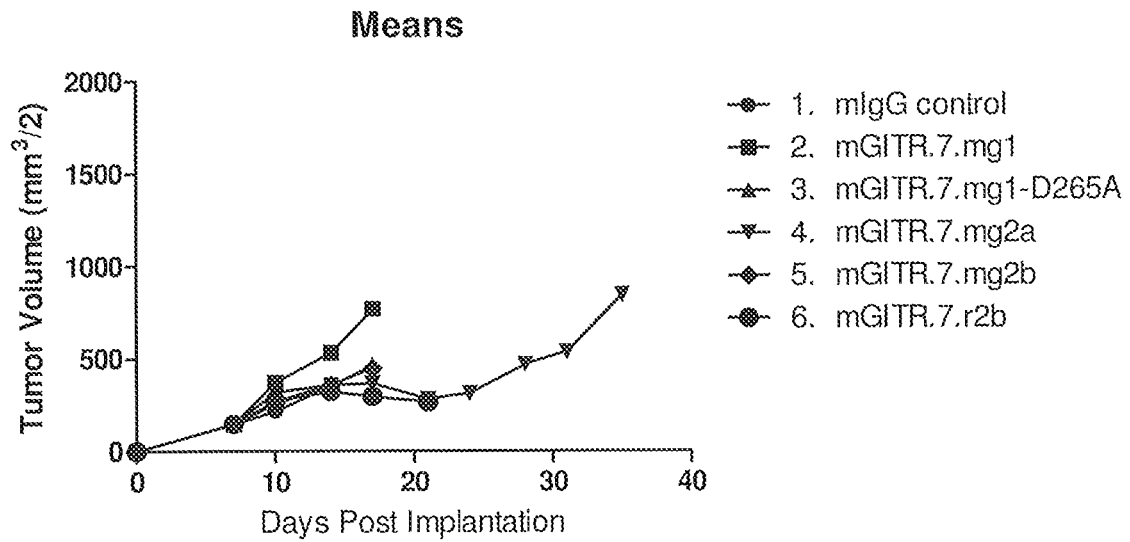 Means
Tumor Volume (mm³/2)
2000
1500
1000
500
0
0 10 20 30 40
Days Post Implantation
1. mIgG control
2. mGITR.7.mg1
3. mGITR.7.mg1-D265A
4. mGITR.7.mg2a
5. mGITR.7.mg2b
6. mGITR.7.r2b